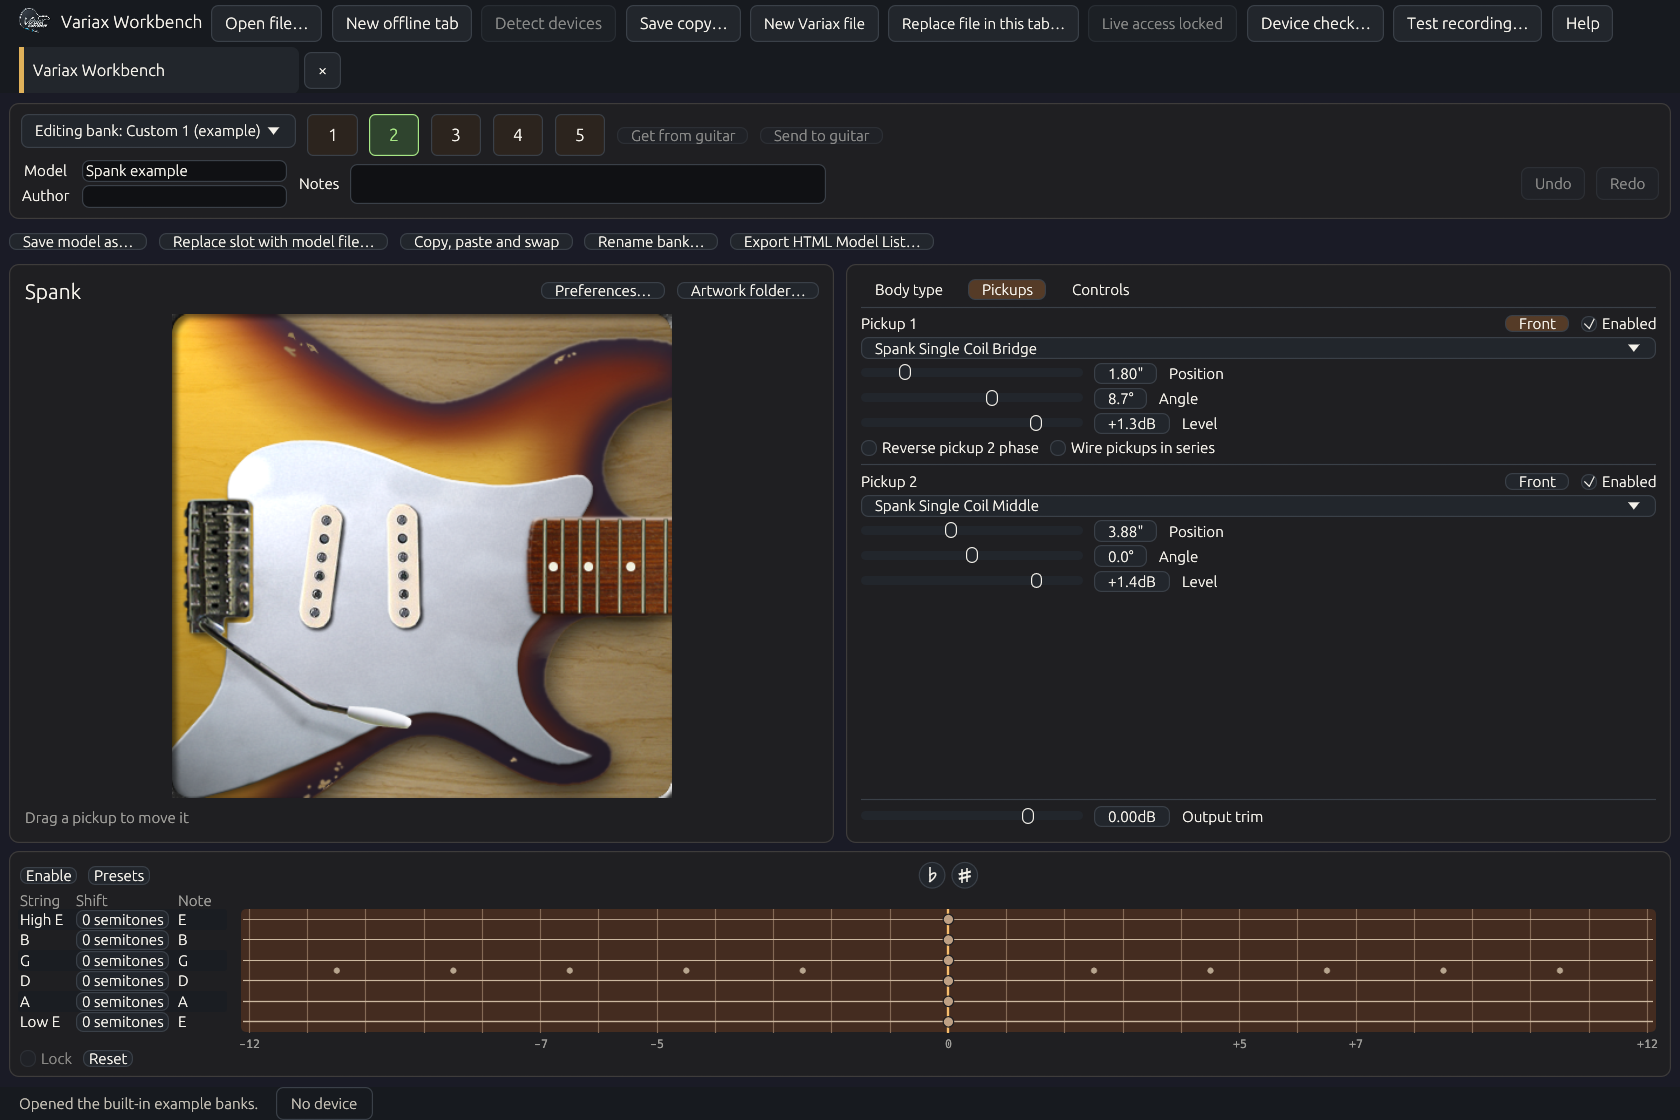 Variax Workbench Open file... New offline tab Detect devices Save copy... New Variax file Replace file in this tab... Live access locked Device check... Test recording... Help
Variax Workbench ×
Editing bank: Custom 1 (example) ▼ 1 2 3 4 5 Get from guitar Send to guitar
Model Spank example
Author
Notes
Undo Redo
Save model as... Replace slot with model file... Copy, paste and swap Rename bank... Export HTML Model List...
Spank Preferences... Artwork folder...
Drag a pickup to move it
Body type Pickups Controls
Pickup 1 Front Enabled
Spank Single Coil Bridge
1.80" Position
8.7° Angle
+1.3dB Level
Reverse pickup 2 phase Wire pickups in series
Pickup 2 Front Enabled
Spank Single Coil Middle
3.88" Position
0.0° Angle
+1.4dB Level
0.00dB Output trim
Enable Presets ♭ ♯
String Shift Note
High E 0 semitones E
B 0 semitones B
G 0 semitones G
D 0 semitones D
A 0 semitones A
Low E 0 semitones E
-12 -7 -5 0 +5 +7 +12
Lock Reset
Opened the built-in example banks. No device